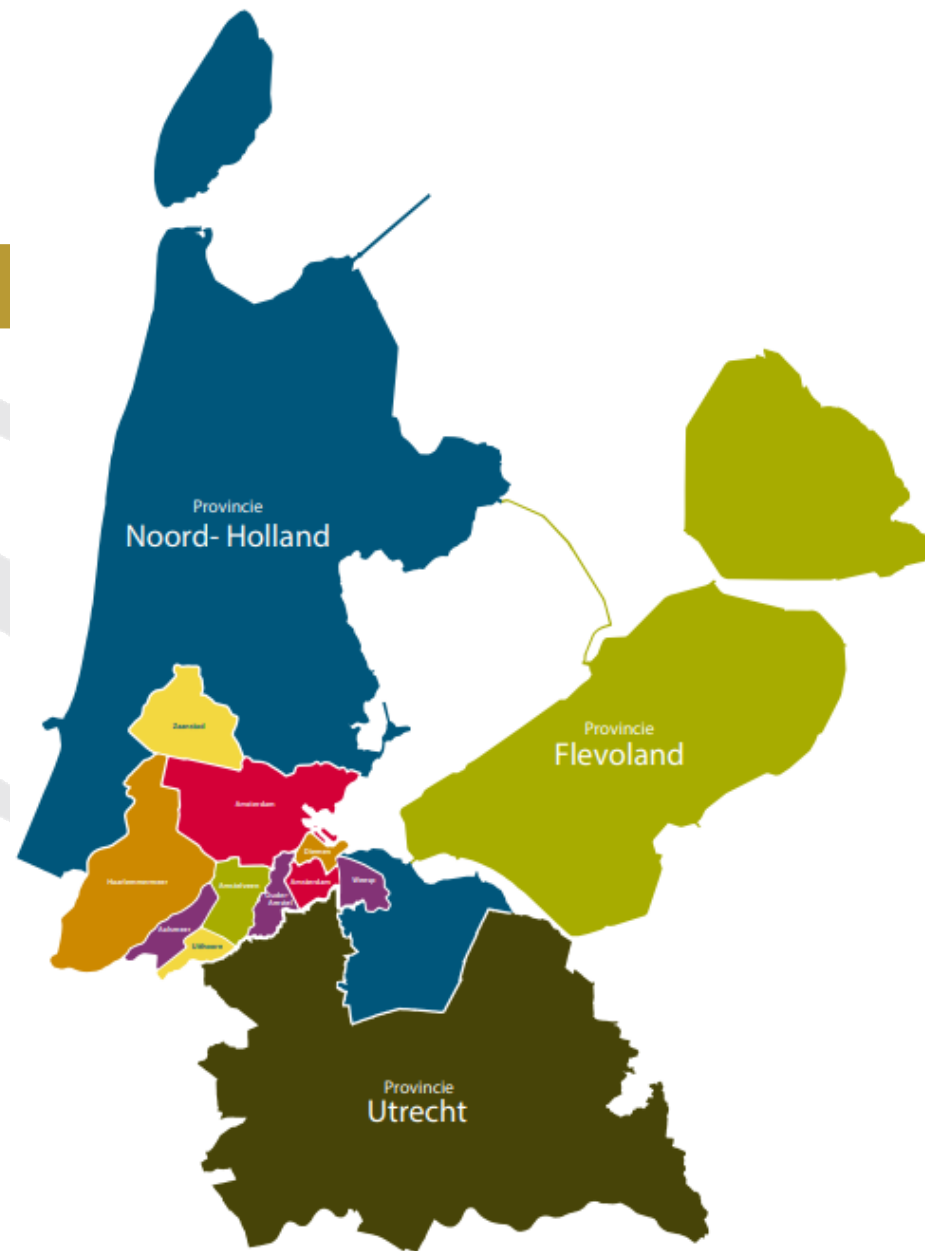 Provincie
Noord- Holland
Zaanstad
Provincie
Flevoland
Amsterdam
Diemen
Haarlemmermeer
Amstelveen
Ouder-
Amstel
Amsterdam
Weesp
Aalsmeer
Uithoorn
Provincie
Utrecht